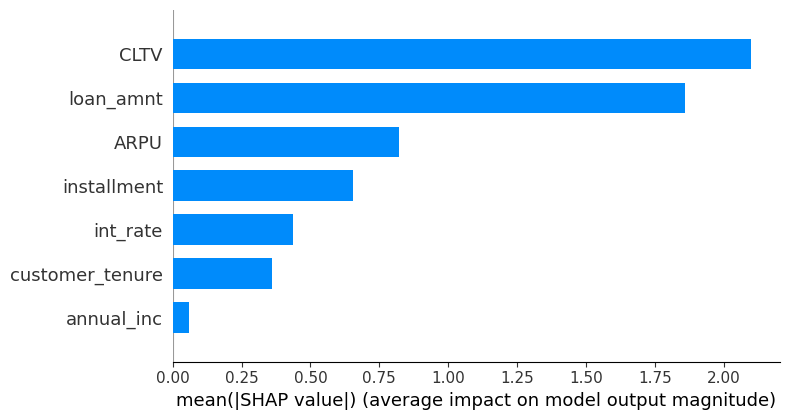 CLTV
loan_amnt
ARPU
installment
int_rate
customer_tenure
annual_inc
0.00 0.25 0.50 0.75 1.00 1.25 1.50 1.75 2.00
mean(|SHAP value|) (average impact on model output magnitude)